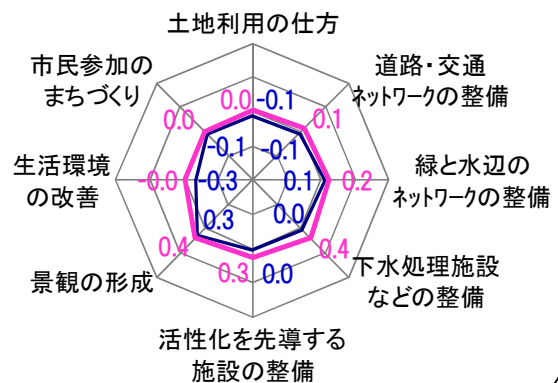 土地利用の仕方
市民参加の
まちづくり
道路・交通
ネットワークの整備
0.0
-0.1
0.0
0.1
-0.1
-0.1
生活環境
の改善
-0.0
-0.3
0.1
0.2
緑と水辺の
ネットワークの整備
0.3
0.0
0.4
0.4
景観の形成
0.3
0.0
下水処理施設
などの整備
活性化を先導する
施設の整備